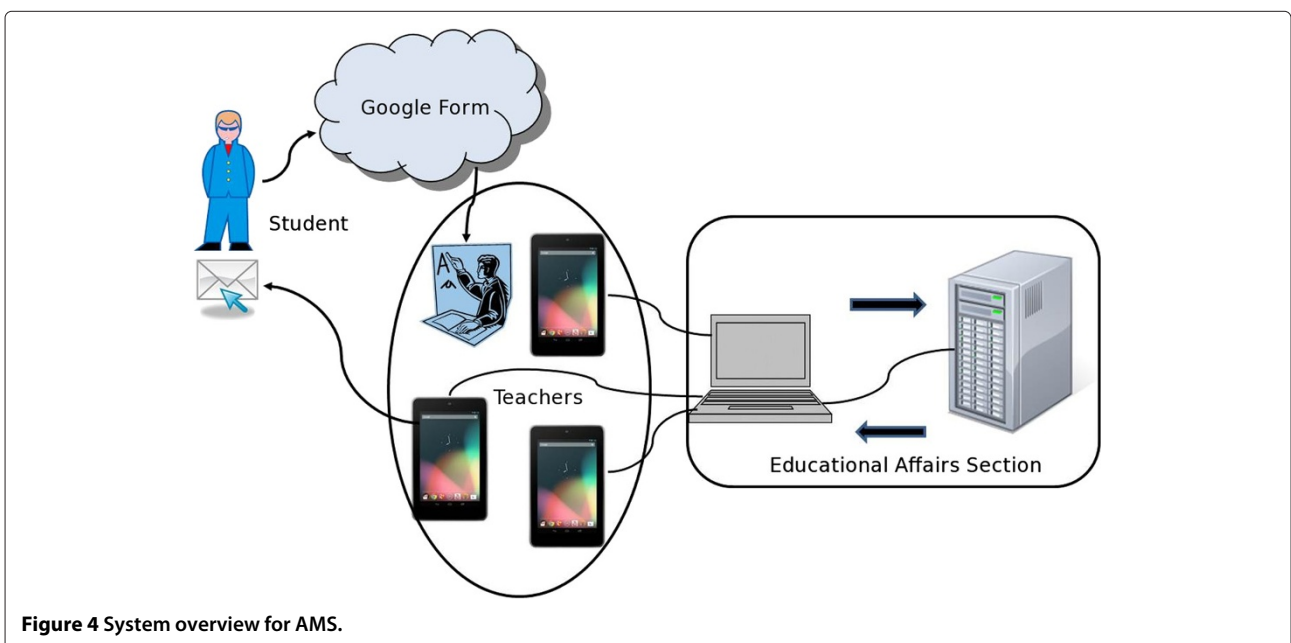 Google Form
Student
Teachers
Educational Affairs Section
Figure 4 System overview for AMS.